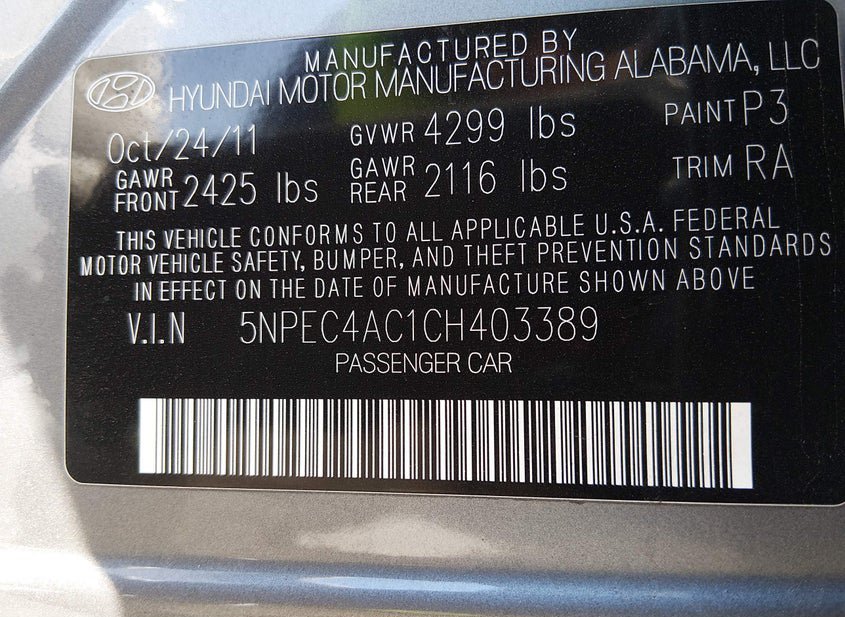 MANUFACTURED BY
HYUNDAI MOTOR MANUFACTURING ALABAMA, LLC
Oct/24/11 GVWR 4299 lbs PAINT P3
GAWR FRONT 2425 lbs GAWR REAR 2116 lbs TRIM RA
THIS VEHICLE CONFORMS TO ALL APPLICABLE U.S.A. FEDERAL
MOTOR VEHICLE SAFETY, BUMPER, AND THEFT PREVENTION STANDARDS
IN EFFECT ON THE DATE OF MANUFACTURE SHOWN ABOVE
V.I.N 5NPEC4AC1CH403389
PASSENGER CAR